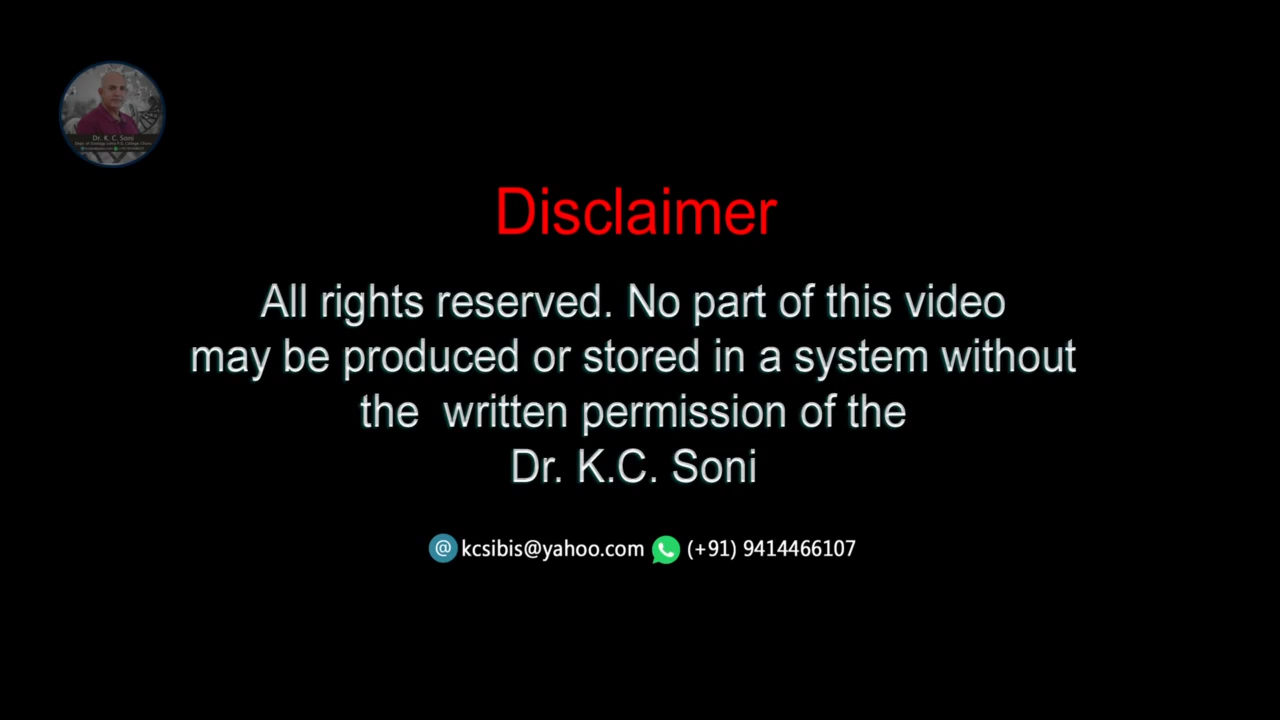 Dr. K. C. Soni
Disclaimer
All rights reserved. No part of this video
may be produced or stored in a system without
the written permission of the
Dr. K.C. Soni
@ kcsibis@yahoo.com (+91) 9414466107